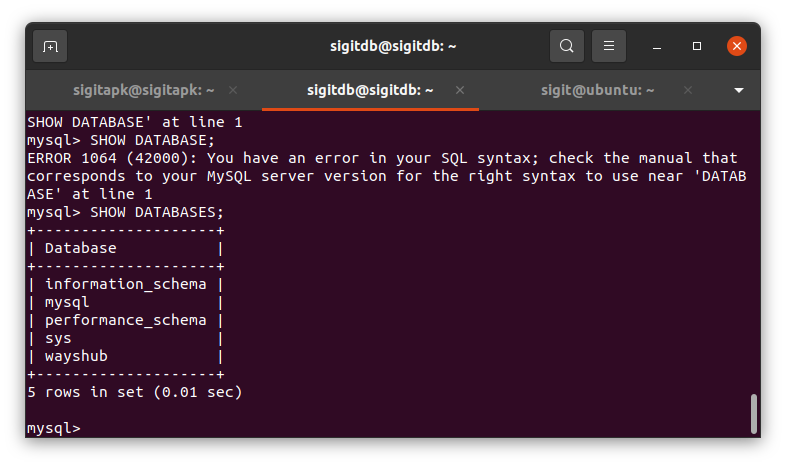 sigitdb@sigitdb: ~
sigitapk@sigitapk: ~
sigitdb@sigitdb: ~
sigit@ubuntu: ~
SHOW DATABASE' at line 1
mysql> SHOW DATABASE;
ERROR 1064 (42000): You have an error in your SQL syntax; check the manual that
corresponds to your MySQL server version for the right syntax to use near 'DATAB
ASE' at line 1
mysql> SHOW DATABASES;
+--------------------+
| Database           |
+--------------------+
| information_schema |
| mysql              |
| performance_schema |
| sys                |
| wayshub            |
+--------------------+
5 rows in set (0.01 sec)
mysql>